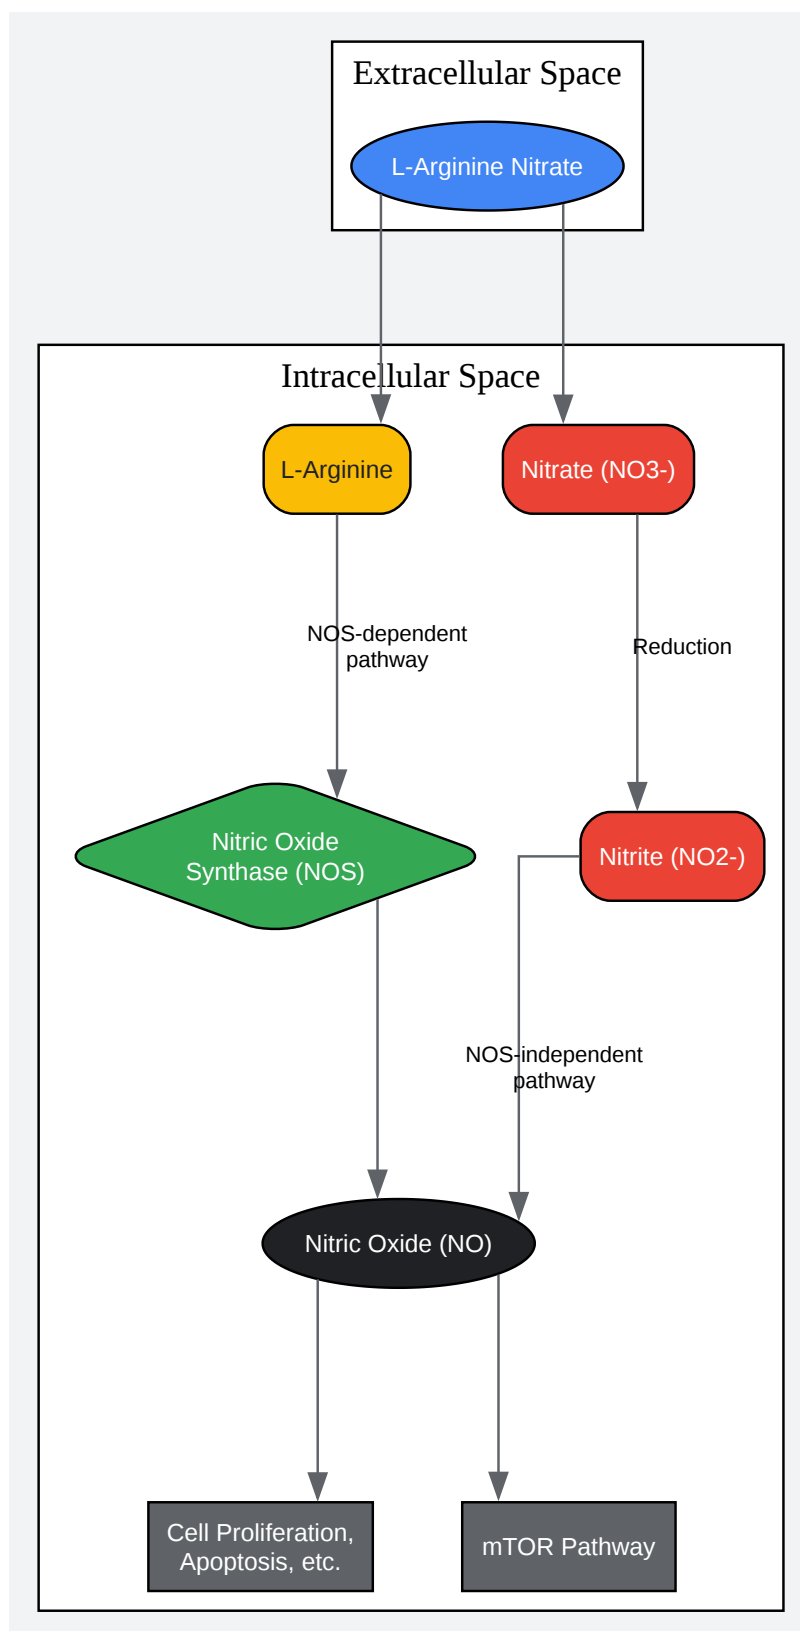 Extracellular Space
L-Arginine Nitrate
Intracellular Space
L-Arginine
Nitrate (NO3-)
NOS-dependent
pathway
Reduction
Nitric Oxide
Synthase (NOS)
Nitrite (NO2-)
NOS-independent
pathway
Nitric Oxide (NO)
Cell Proliferation,
Apoptosis, etc.
mTOR Pathway